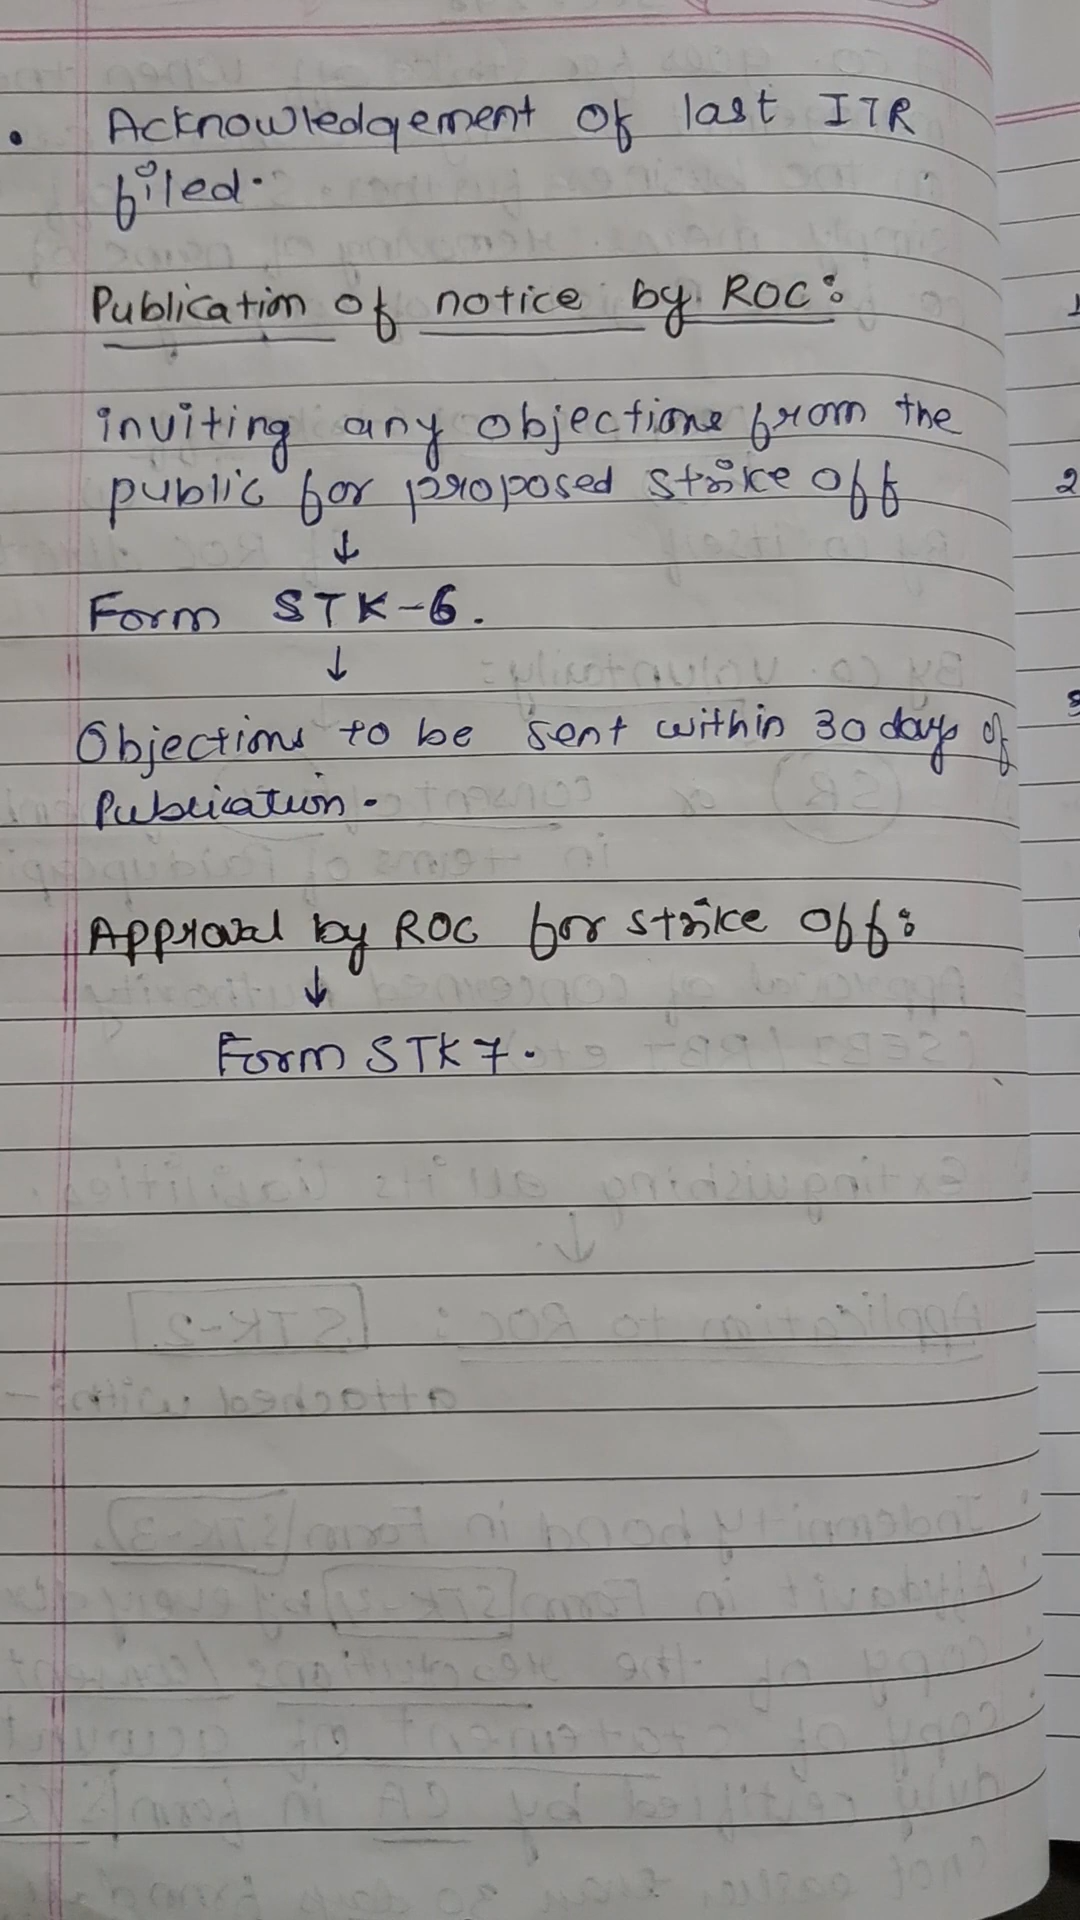 • Acknowledgement of last ITR
filed.
Publication of notice by ROC:
inviting any objections from the
public for proposed strike off
↓
Form STK-6.
↓
Objections to be sent within 30 days of
Publication.
Approval by ROC for strike off:
↓
Form STK7.
2